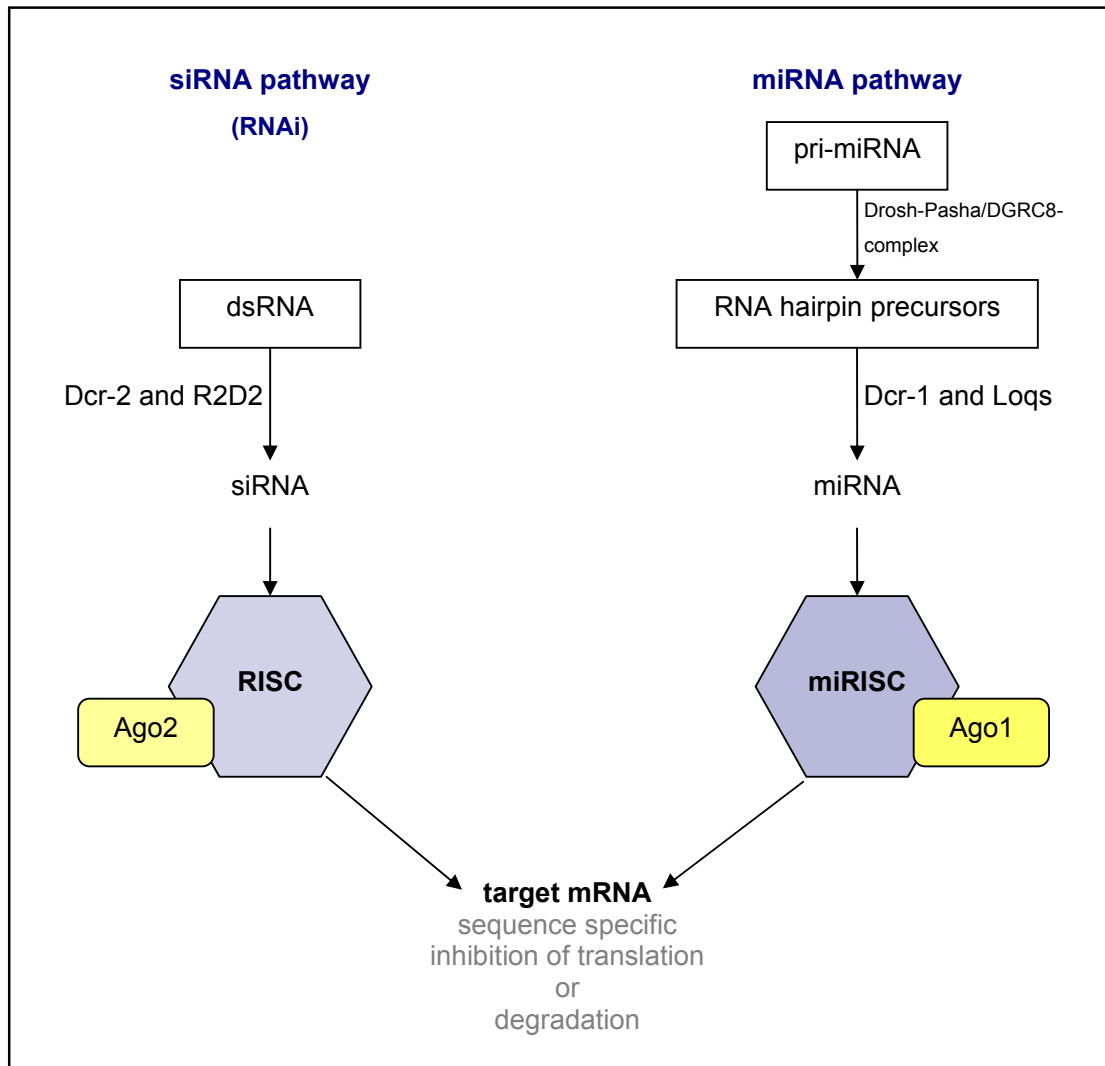 siRNA pathway
(RNAi)
dsRNA
Dcr-2 and R2D2
siRNA
RISC
Ago2
miRNA pathway
pri-miRNA
Drosh-Pasha/DGRC8-
complex
RNA hairpin precursors
Dcr-1 and Loqs
miRNA
miRISC
Ago1
target mRNA
sequence specific
inhibition of translation
or
degradation